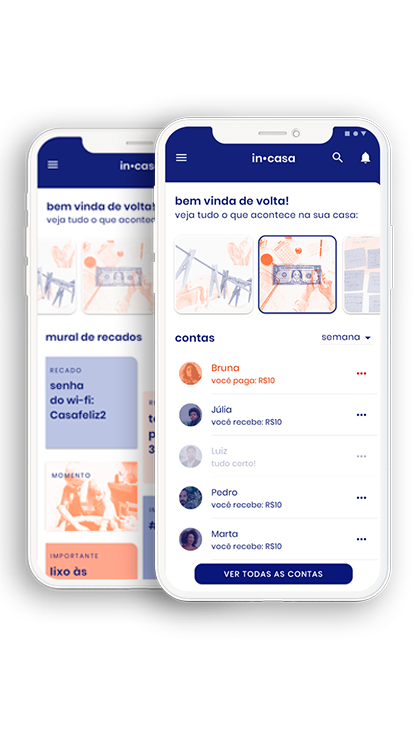 in•casa
bem vinda de volta!
veja tudo o que aconte
mural de recados
RECADO
senha
do wi-fi:
Casafeliz2
MOMENTO
IMPORTANTE
lixo às
in•casa
bem vinda de volta!
veja tudo o que acontece na sua casa:
contas
semana
Bruna
você paga: R$10
Júlia
você recebe: R$10
Luiz
tudo certo!
Pedro
você recebe: R$10
Marta
você recebe: R$10
VER TODAS AS CONTAS